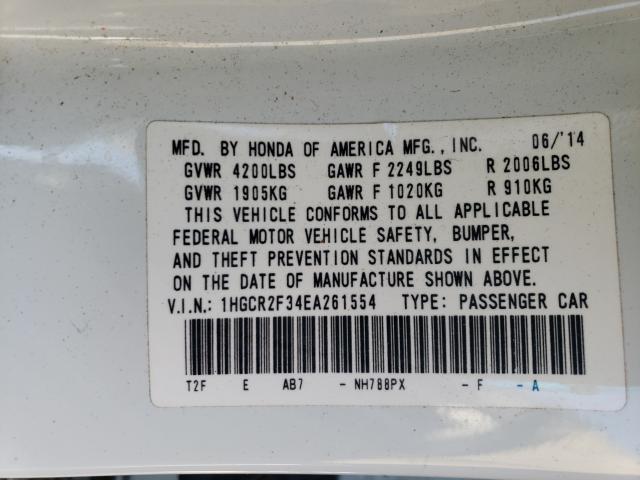 MFD. BY HONDA OF AMERICA MFG., INC. 06/'14
GVWR 4200LBS GAWR F 2249LBS R 2006LBS
GVWR 1905KG GAWR F 1020KG R 910KG
THIS VEHICLE CONFORMS TO ALL APPLICABLE
FEDERAL MOTOR VEHICLE SAFETY, BUMPER,
AND THEFT PREVENTION STANDARDS IN EFFECT
ON THE DATE OF MANUFACTURE SHOWN ABOVE.
V.I.N.: 1HGCR2F34EA261554 TYPE: PASSENGER CAR
T2F E AB7 - NH788PX - F - A